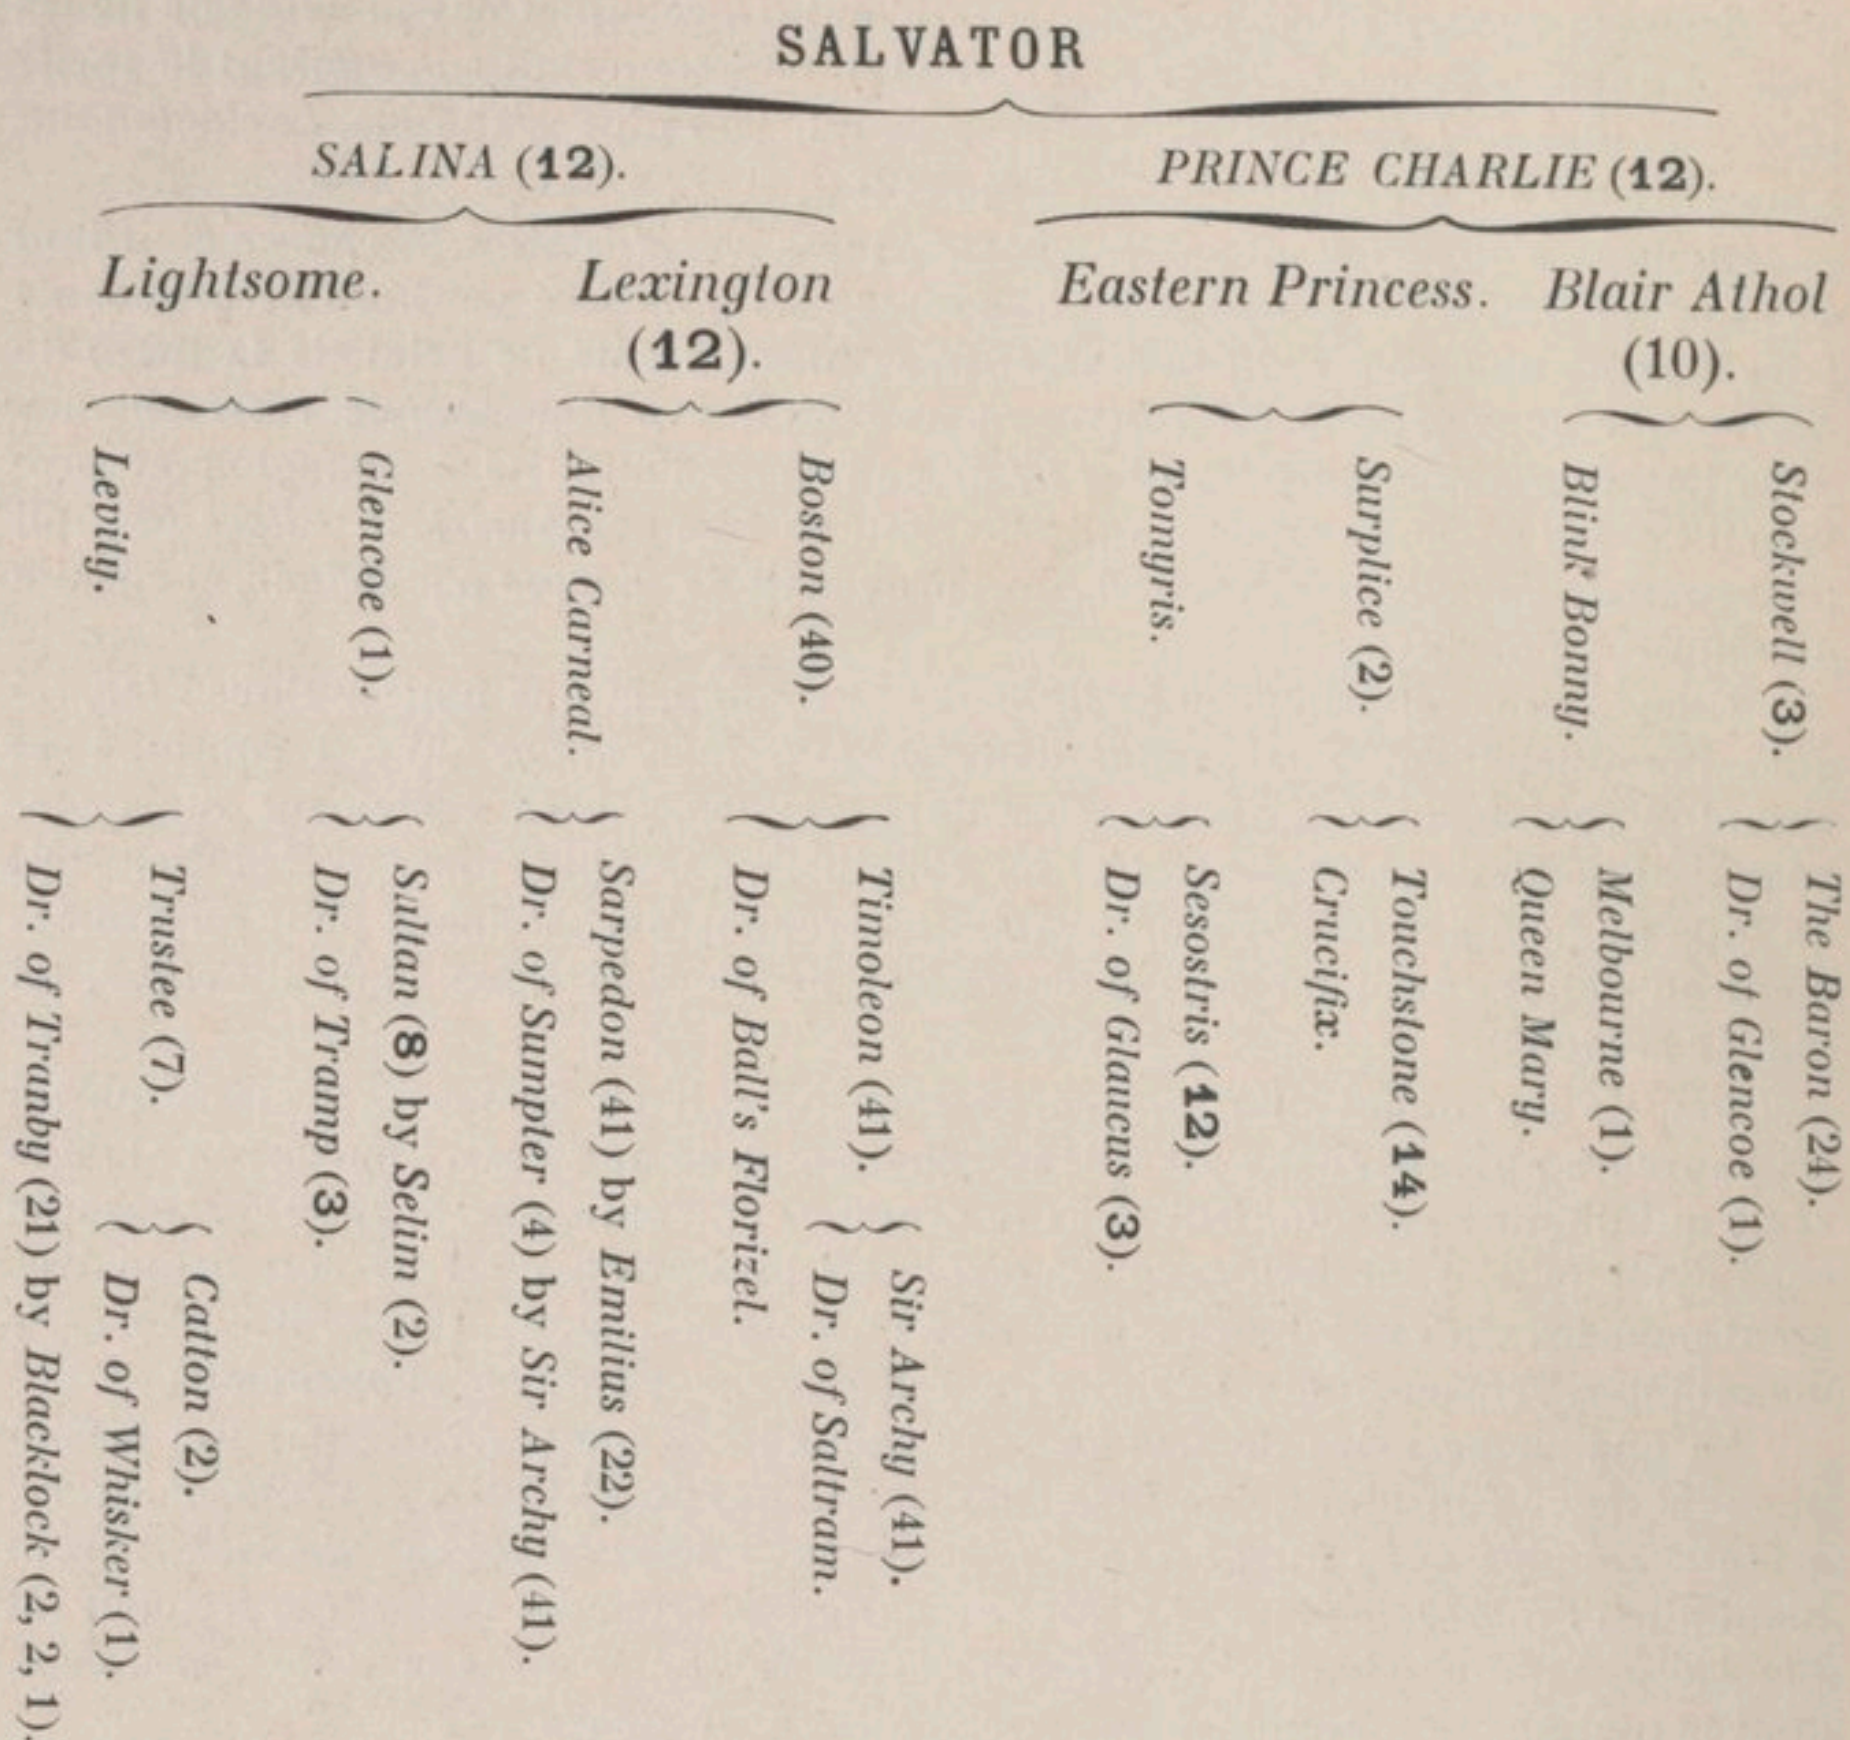 SALVATOR
SALINA (12).
PRINCE CHARLIE (12).
Lightsome.
Lexington
(12).
Eastern Princess.
Blair Athol
(10).
Levity.
Glencoe (1).
Alice Carneal.
Boston (40).
Tomyris.
Surplice (2).
Blink Bonny.
Stockwell (3).
Dr. of Tranby (21) by Blacklock (2, 2, 1).
Trustee (7).
Dr. of Tramp (3).
Sultan (8) by Selim (2).
Dr. of Sumpter (4) by Sir Archy (41).
Sarpedon (41) by Emilius (22).
Dr. of Ball's Florizel.
Timoleon (41).
Dr. of Glaucus (3).
Sesostris (12).
Crucifix.
Touchstone (14).
Queen Mary.
Melbourne (1).
Dr. of Glencoe (1).
The Baron (24).
Dr. of Whisker (1).
Catton (2).
Dr. of Saltram.
Sir Archy (41).